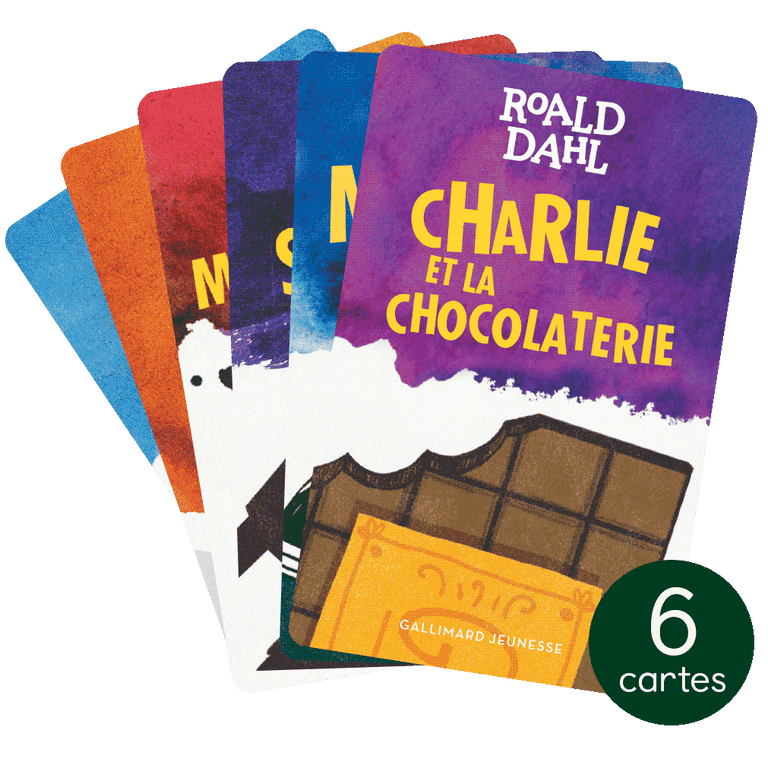 ROALD
DAHL
CHARLIE
ET LA
CHOCOLATERIE
GALLIMARD JEUNESSE
6
cartes